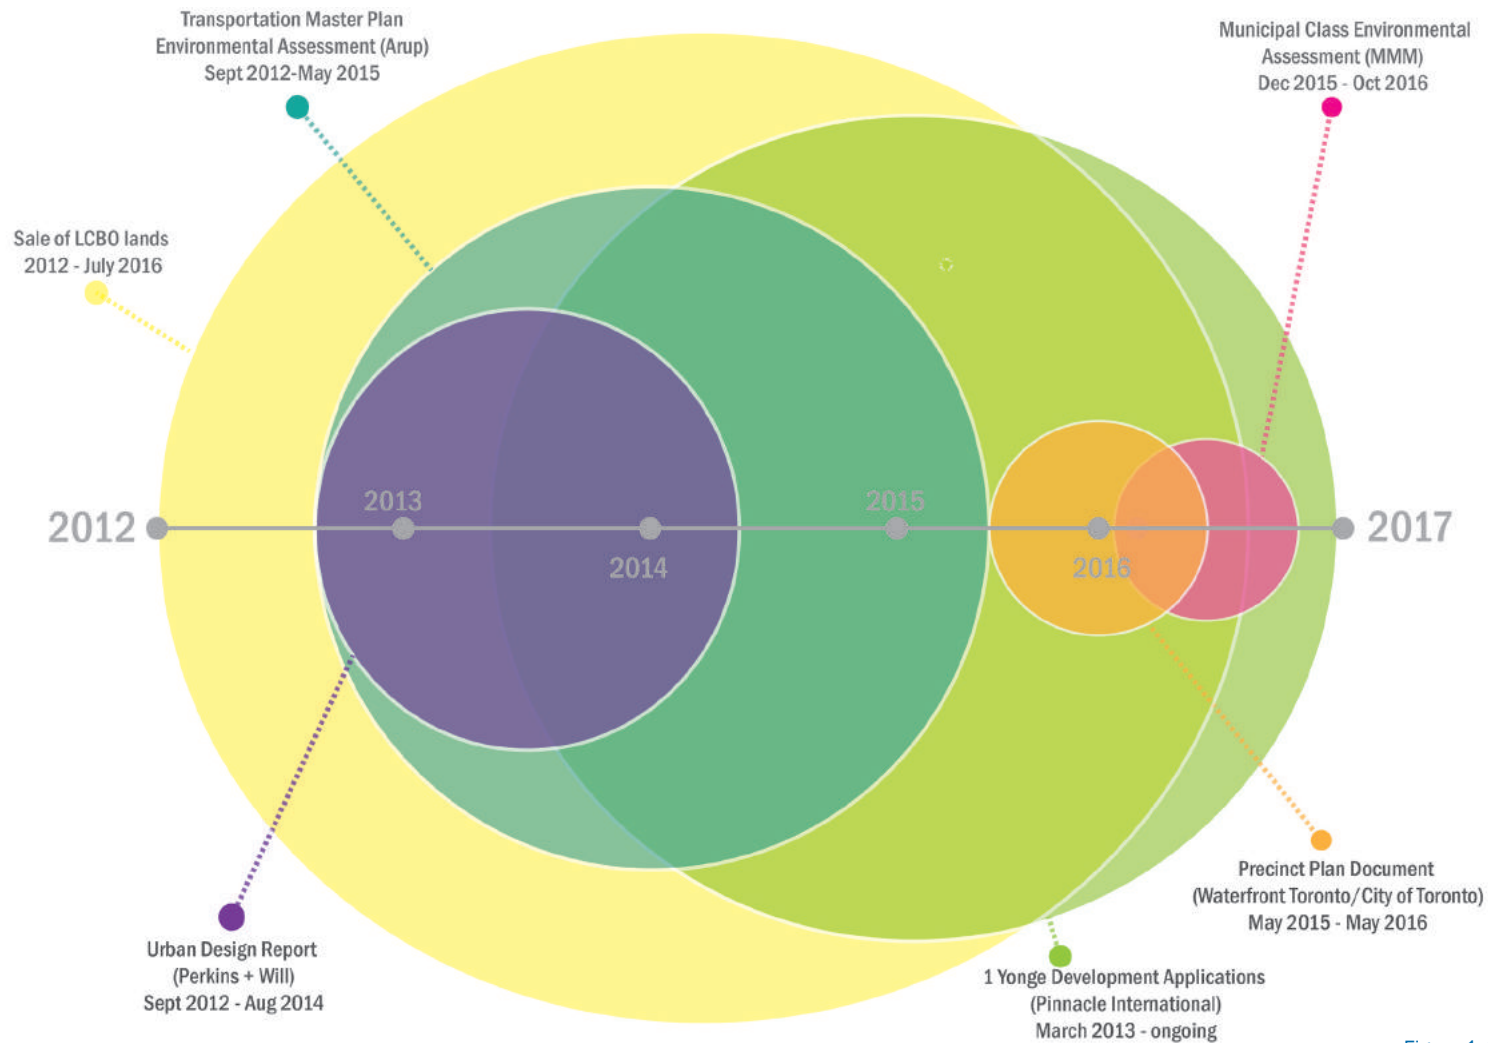 Transportation Master Plan
Environmental Assessment (Arup)
Sept 2012-May 2015
Municipal Class Environmental
Assessment (MMM)
Dec 2015 - Oct 2016
Sale of LCBO lands
2012 - July 2016
2012
2013
2014
2015
2016
2017
Precinct Plan Document
(Waterfront Toronto/City of Toronto)
May 2015 - May 2016
Urban Design Report
(Perkins + Will)
Sept 2012 - Aug 2014
1 Yonge Development Applications
(Pinnacle International)
March 2013 - ongoing